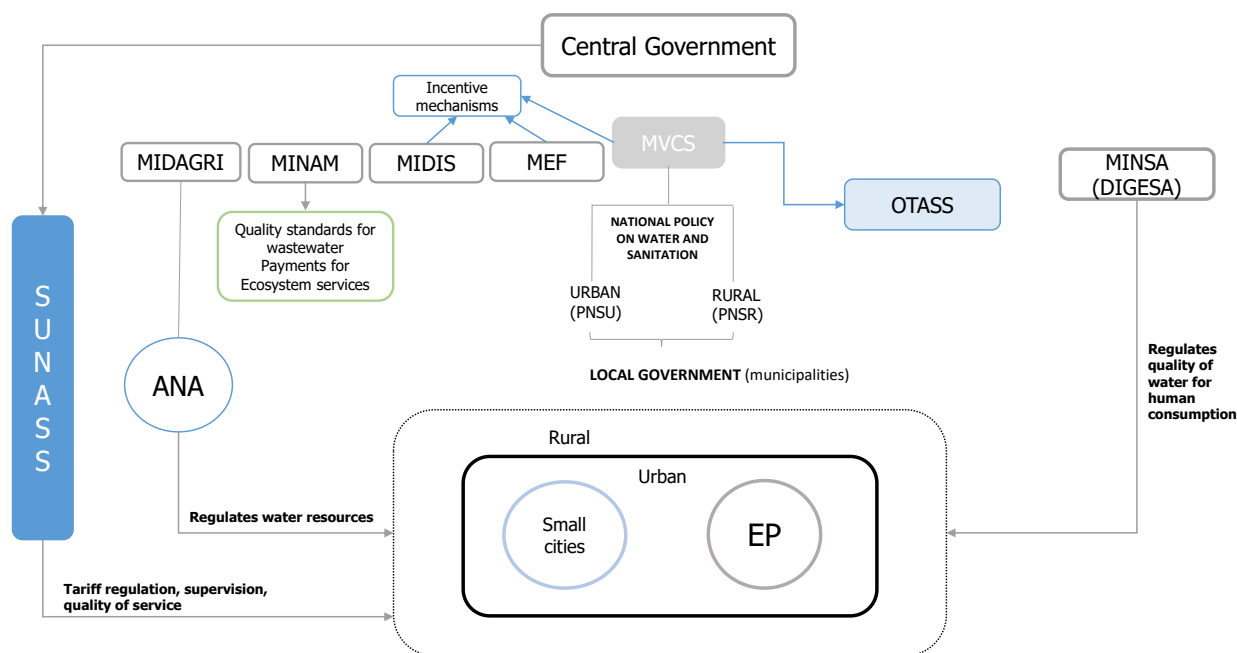 Central Government
Incentive
mechanisms
MVCS
MIDAGRI
MINAM
MIDIS
MEF
MINSA
(DIGESA)
OTASS
Quality standards for
wastewater
Payments for
Ecosystem services
NATIONAL POLICY
ON WATER AND
SANITATION
URBAN
(PNSU)
RURAL
(PNSR)
S
U
N
A
S
S
ANA
LOCAL GOVERNMENT (municipalities)
Regulates
quality of
water for
human
consumption
Rural
Urban
Small
cities
EP
Regulates water resources
Tariff regulation, supervision,
quality of service